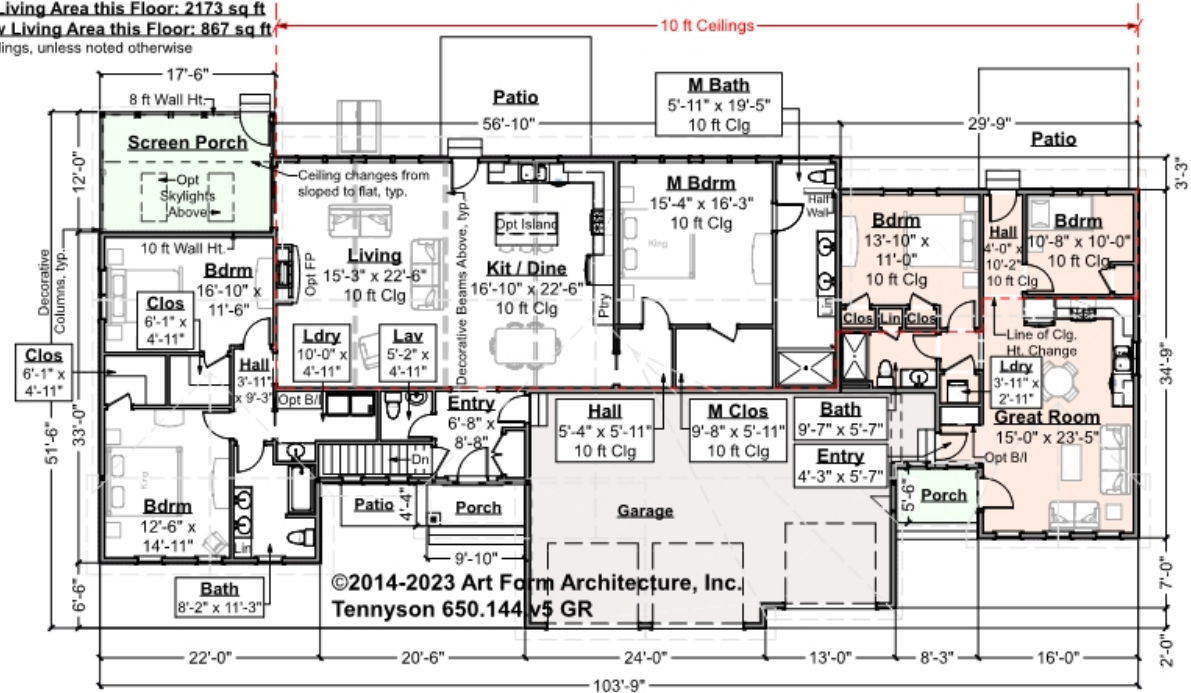 Living Area this Floor: 2173 sq ft
Living Area this Floor: 867 sq ft
unless noted otherwise
10 ft Ceilings
17'-6"
8 ft Wall Ht.
Patio
56'-10"
M Bath
5'-11" x 19'-5"
10 ft Clg
29'-9"
Patio
3'-3"
12'-0"
Screen Porch
Opt
Skylights
Above
Ceiling changes from
sloped to flat, typ.
Decorative
Columns, typ.
10 ft Wall Ht.
Bdrm
16'-10" x
11'-6"
Clos
6'-1" x
4'-11"
Clos
6'-1" x
4'-11"
Hall
3'-11"
x 9'-3"
Opt FP
Living
15'-3" x 22'-6"
10 ft Clg
Decorative Beams Above, typ.
Opt Island
Kit / Dine
16'-10" x 22'-6"
10 ft Clg
Ptry
Ldry
10'-0" x
4'-11"
Lav
5'-2" x
4'-11"
M Bdrm
15'-4" x 16'-3"
10 ft Clg
King
Half
Wall
Lin
Bdrm
13'-10" x
11'-0"
10 ft Clg
Hall
4'-0" x
10'-2"
10 ft Clg
Bdrm
10'-8" x 10'-0"
10 ft Clg
Clos
Lin
Clos
Line of Clg.
Ht. Change
Ldry
3'-11" x
2'-11"
34'-9"
Great Room
15'-0" x 23'-5"
Opt B/I
51'-6"
33'-0"
Opt B/I
Entry
6'-8" x
8'-8"
Hall
5'-4" x 5'-11"
10 ft Clg
M Clos
9'-8" x 5'-11"
10 ft Clg
Bath
9'-7" x 5'-7"
Entry
4'-3" x 5'-7"
Dn
King
Bdrm
12'-6" x
14'-11"
Lin
Patio
4'-4"
Porch
9'-10"
Garage
5'-6"
Porch
Bath
8'-2" x 11'-3"
6'-6"
7'-0"
2'-0"
©2014-2023 Art Form Architecture, Inc.
Tennyson 650.144 v5 GR
22'-0"
20'-6"
24'-0"
13'-0"
8'-3"
16'-0"
103'-9"